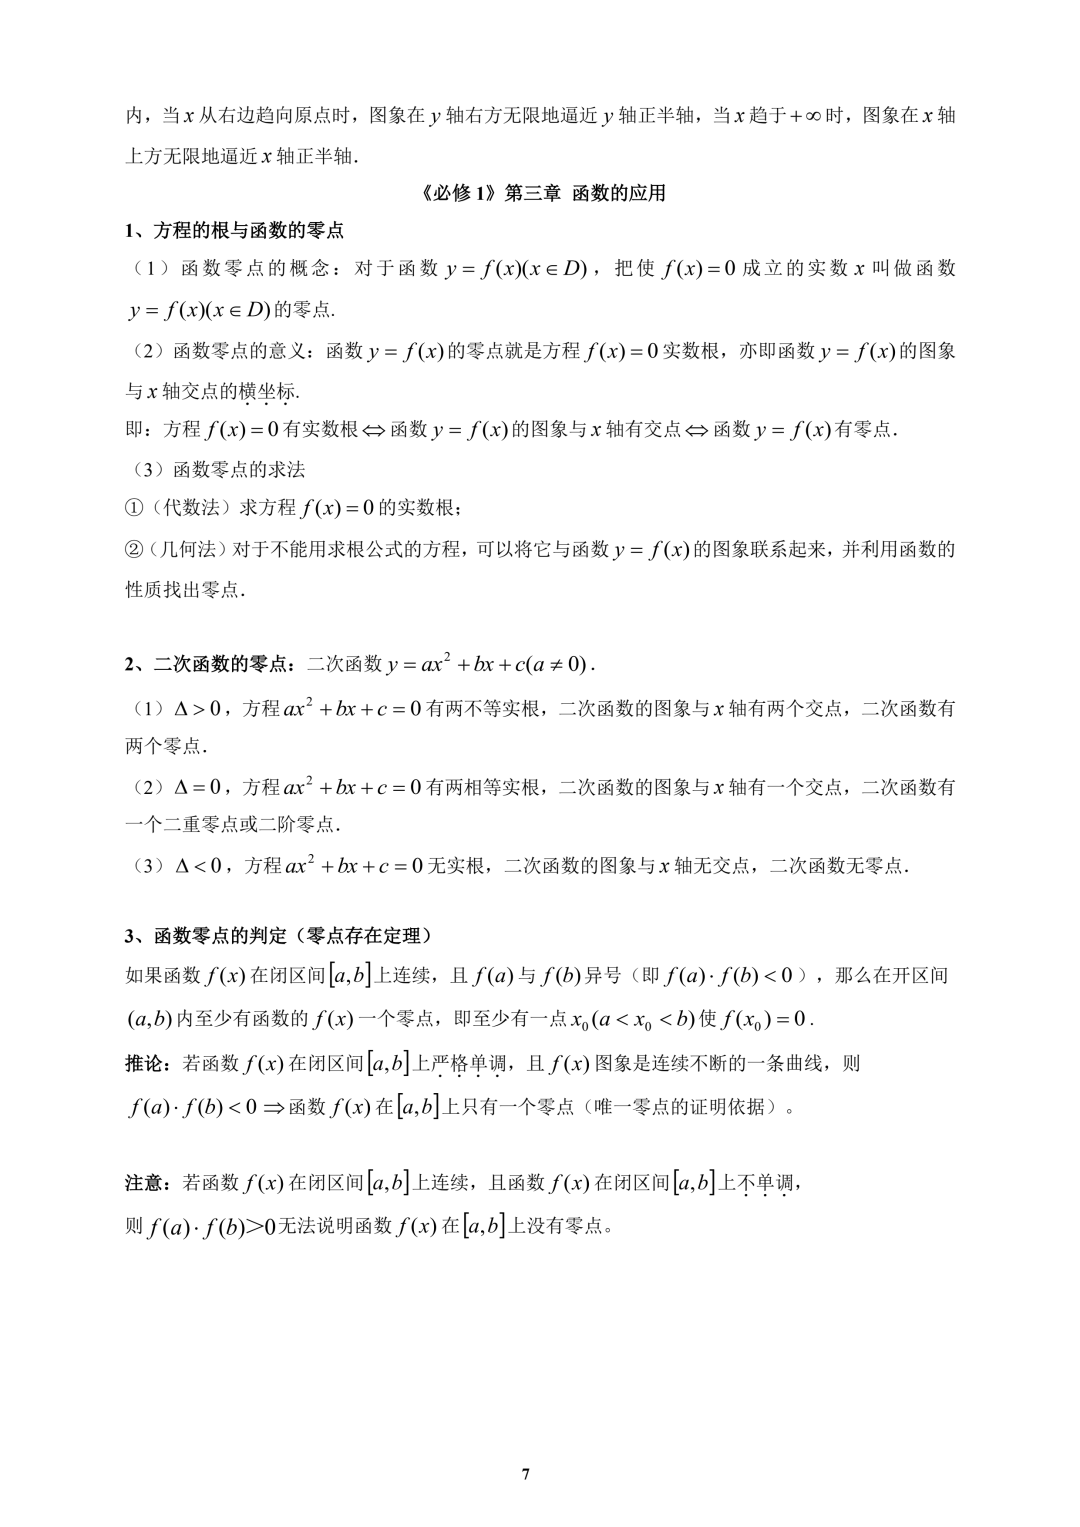 内，当 x 从右边趋向原点时，图象在 y 轴右方无限地逼近 y 轴正半轴，当 x 趋于 +∞ 时，图象在 x 轴
上方无限地逼近 x 轴正半轴．
《必修 1》第三章 函数的应用
1、方程的根与函数的零点
（1）函数零点的概念：对于函数 y = f(x)(x ∈ D)，把使 f(x) = 0 成立的实数 x 叫做函数
y = f(x)(x ∈ D) 的零点.
（2）函数零点的意义：函数 y = f(x) 的零点就是方程 f(x) = 0 实数根，亦即函数 y = f(x) 的图象
与 x 轴交点的横坐标.
即：方程 f(x) = 0 有实数根 ⇔ 函数 y = f(x) 的图象与 x 轴有交点 ⇔ 函数 y = f(x) 有零点．
（3）函数零点的求法
①（代数法）求方程 f(x) = 0 的实数根；
②（几何法）对于不能用求根公式的方程，可以将它与函数 y = f(x) 的图象联系起来，并利用函数的
性质找出零点．
2、二次函数的零点：二次函数 y = ax² + bx + c(a ≠ 0)．
（1）Δ > 0，方程 ax² + bx + c = 0 有两不等实根，二次函数的图象与 x 轴有两个交点，二次函数有
两个零点．
（2）Δ = 0，方程 ax² + bx + c = 0 有两相等实根，二次函数的图象与 x 轴有一个交点，二次函数有
一个二重零点或二阶零点．
（3）Δ < 0，方程 ax² + bx + c = 0 无实根，二次函数的图象与 x 轴无交点，二次函数无零点．
3、函数零点的判定（零点存在定理）
如果函数 f(x) 在闭区间 [a,b] 上连续，且 f(a) 与 f(b) 异号（即 f(a)·f(b) < 0），那么在开区间
(a,b) 内至少有函数的 f(x) 一个零点，即至少有一点 x₀(a < x₀ < b) 使 f(x₀) = 0．
推论：若函数 f(x) 在闭区间 [a,b] 上严格单调，且 f(x) 图象是连续不断的一条曲线，则
f(a)·f(b) < 0 ⇒ 函数 f(x) 在 [a,b] 上只有一个零点（唯一零点的证明依据）。
注意：若函数 f(x) 在闭区间 [a,b] 上连续，且函数 f(x) 在闭区间 [a,b] 上不单调，
则 f(a)·f(b)＞0 无法说明函数 f(x) 在 [a,b] 上没有零点。
7